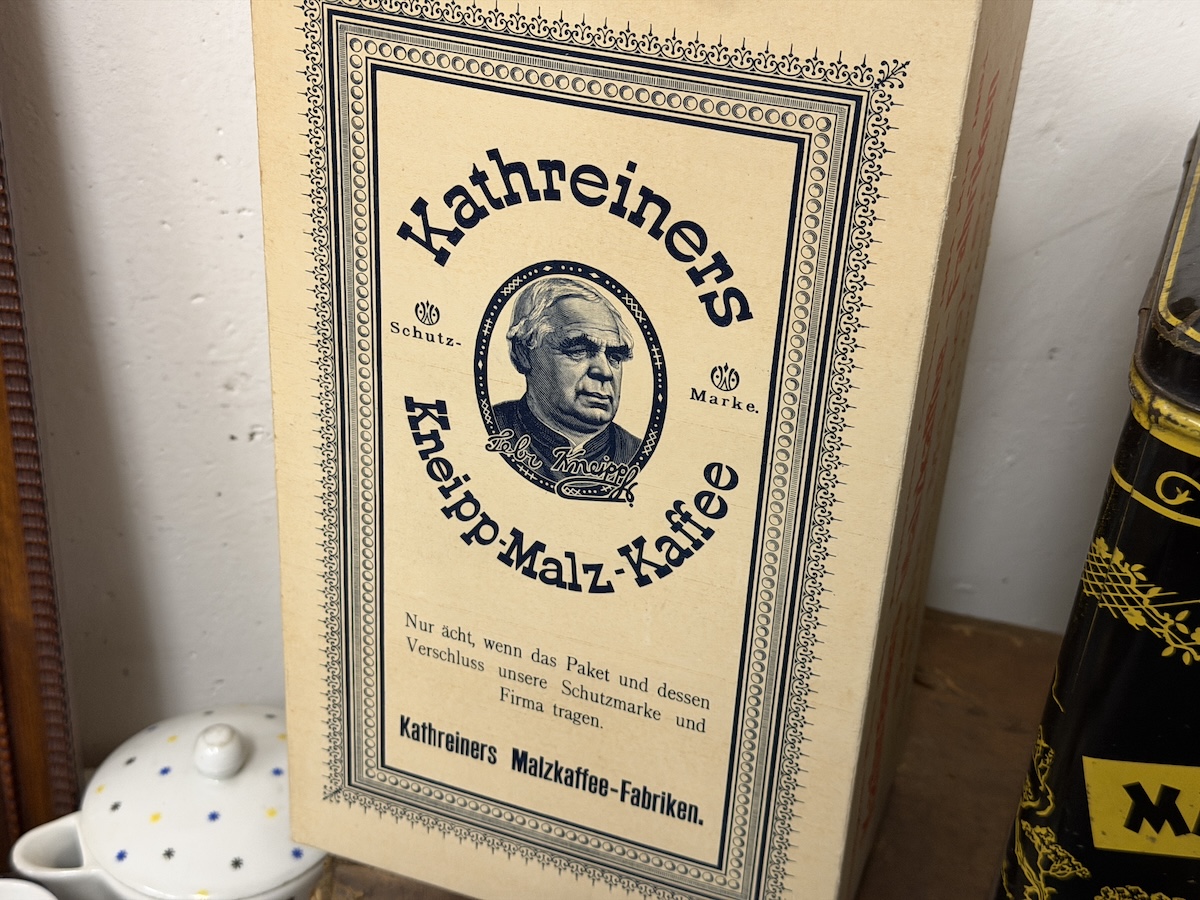 Kathreiners
Schutz-
Marke.
Kneipp-Malz-Kaffee
Nur ächt, wenn das Paket und dessen
Verschluss unsere Schutzmarke und
Firma tragen.
Kathreiners Malzkaffee-Fabriken.